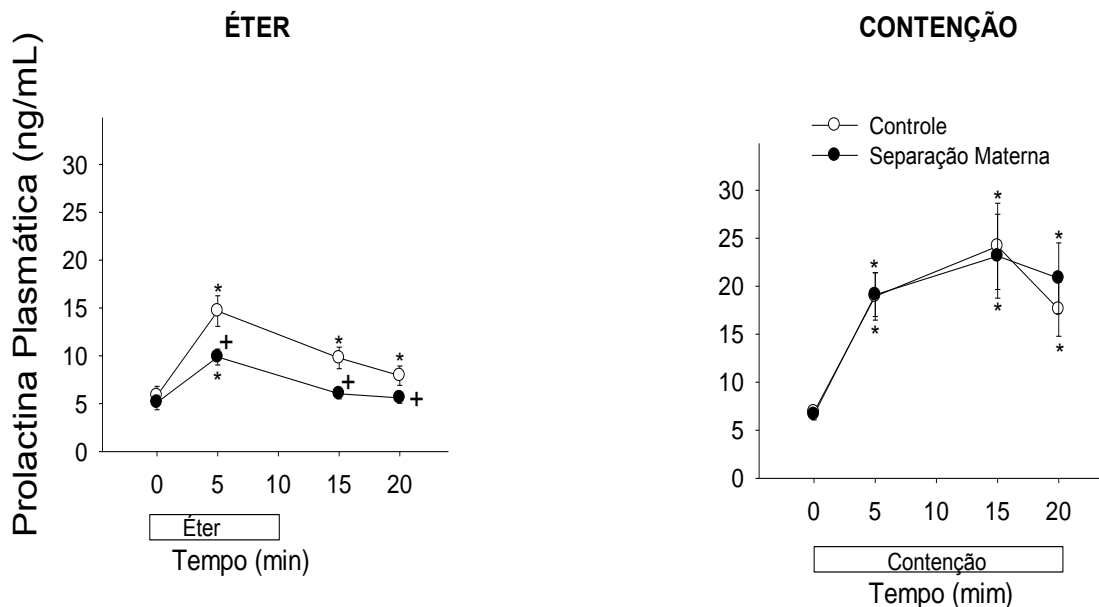 ÉTER
Prolactina Plasmática (ng/mL)
30
25
20
15
10
5
0
*
*
*
+
*
+
+
0 5 10 15 20
Éter
Tempo (min)
CONTENÇÃO
Controle
Separação Materna
30
25
20
15
10
5
0
*
*
*
*
*
*
0 5 10 15 20
Contenção
Tempo (mim)